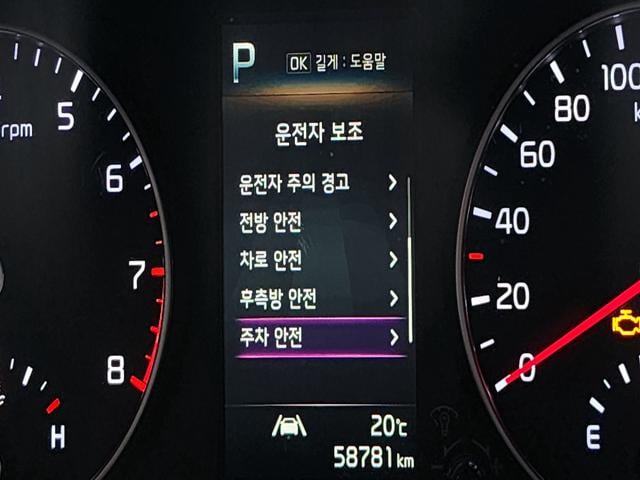 P
OK 길게 : 도움말
운전자 보조
운전자 주의 경고
전방 안전
차로 안전
후측방 안전
주차 안전
20℃
58781 km
rpm
5
6
7
8
H
100
80
60
40
20
0
E